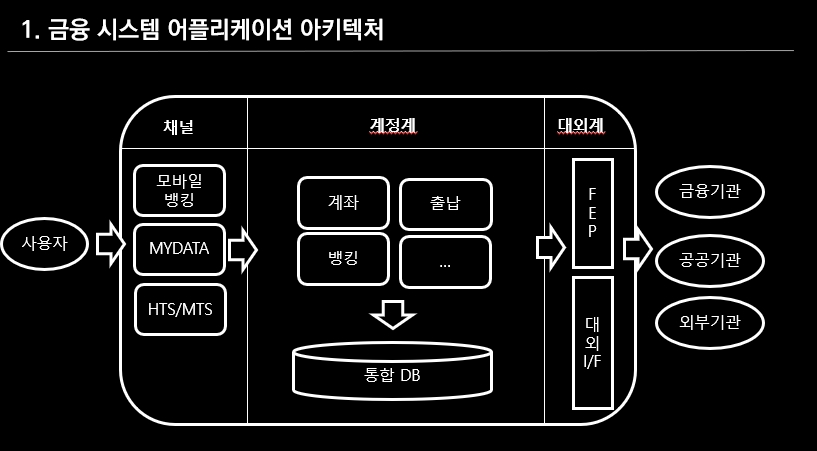 1. 금융 시스템 어플리케이션 아키텍처
채널
계정계
대외계
사용자
모바일
뱅킹
MYDATA
HTS/MTS
계좌
출납
뱅킹
...
통합 DB
F
E
P
대
외
I/F
금융기관
공공기관
외부기관